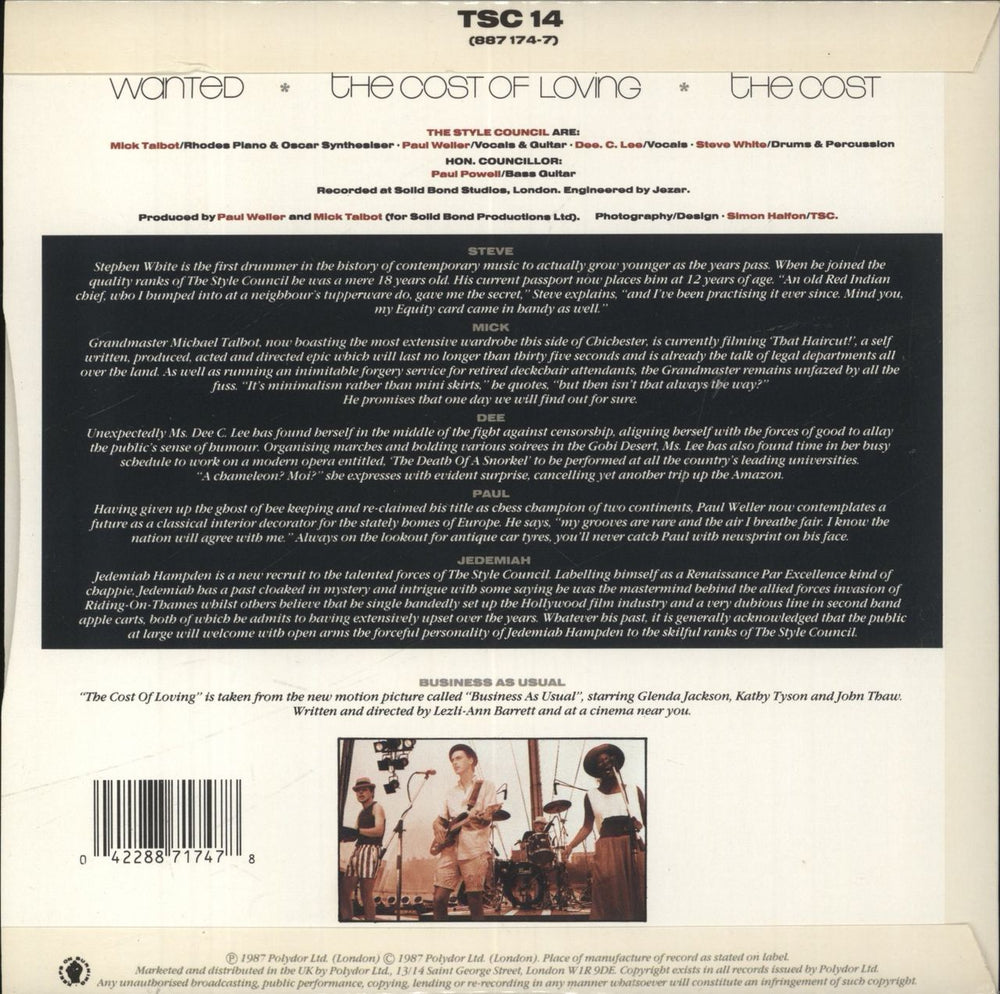 TSC 14
(887 174-7)
WANTED * THE COST OF LOVING * THE COST
THE STYLE COUNCIL ARE:
Mick Talbot/Rhodes Piano & Oscar Synthesiser · Paul Weller/Vocals & Guitar · Dee. C. Lee/Vocals · Steve White/Drums & Percussion
HON. COUNCILLOR:
Paul Powell/Bass Guitar
Recorded at Solid Bond Studios, London. Engineered by Jezar.
Produced by Paul Weller and Mick Talbot (for Solid Bond Productions Ltd). Photography/Design · Simon Halfon/TSC.
STEVE
Stephen White is the first drummer in the history of contemporary music to actually grow younger as the years pass. When he joined the
quality ranks of The Style Council he was a mere 18 years old. His current passport now places him at 12 years of age. "An old Red Indian
chief, who I bumped into at a neighbour's tupperware do, gave me the secret," Steve explains, "and I've been practising it ever since. Mind you,
my Equity card came in handy as well."
MICK
Grandmaster Michael Talbot, now boasting the most extensive wardrobe this side of Chichester, is currently filming 'That Haircut!', a self
written, produced, acted and directed epic which will last no longer than thirty five seconds and is already the talk of legal departments all
over the land. As well as running an inimitable forgery service for retired deckchair attendants, the Grandmaster remains unfazed by all the
fuss. "It's minimalism rather than mini skirts," he quotes, "but then isn't that always the way?"
He promises that one day we will find out for sure.
DEE
Unexpectedly Ms. Dee C. Lee has found herself in the middle of the fight against censorship, aligning herself with the forces of good to allay
the public's sense of humour. Organising marches and holding various soirees in the Gobi Desert, Ms. Lee has also found time in her busy
schedule to work on a modern opera entitled, 'The Death Of A Snorkel' to be performed at all the country's leading universities.
"A chameleon? Moi?" she expresses with evident surprise, cancelling yet another trip up the Amazon.
PAUL
Having given up the ghost of bee keeping and re-claimed his title as chess champion of two continents, Paul Weller now contemplates a
future as a classical interior decorator for the stately homes of Europe. He says, "my grooves are rare and the air I breathe fair. I know the
nation will agree with me." Always on the lookout for antique car tyres, you'll never catch Paul with newsprint on his face.
JEDEMIAH
Jedemiah Hampden is a new recruit to the talented forces of The Style Council. Labelling himself as a Renaissance Par Excellence kind of
chappie, Jedemiah has a past cloaked in mystery and intrigue with some saying he was the mastermind behind the allied forces invasion of
Riding-On-Thames whilst others believe that he single handedly set up the Hollywood film industry and a very dubious line in second hand
apple carts, both of which he admits to having extensively upset over the years. Whatever his past, it is generally acknowledged that the public
at large will welcome with open arms the forceful personality of Jedemiah Hampden to the skilful ranks of The Style Council.
BUSINESS AS USUAL
"The Cost Of Loving" is taken from the new motion picture called "Business As Usual", starring Glenda Jackson, Kathy Tyson and John Thaw.
Written and directed by Lezli-Ann Barrett and at a cinema near you.
0 42288 71747 8
KEEPS ON BURNING
℗ 1987 Polydor Ltd. (London) © 1987 Polydor Ltd. (London). Place of manufacture of record as stated on label.
Marketed and distributed in the UK by Polydor Ltd., 13/14 Saint George Street, London W1R 9DE. Copyright exists in all records issued by Polydor Ltd.
Any unauthorised broadcasting, public performance, copying, lending or re-recording in any manner whatsoever will constitute an infringement of such copyright.